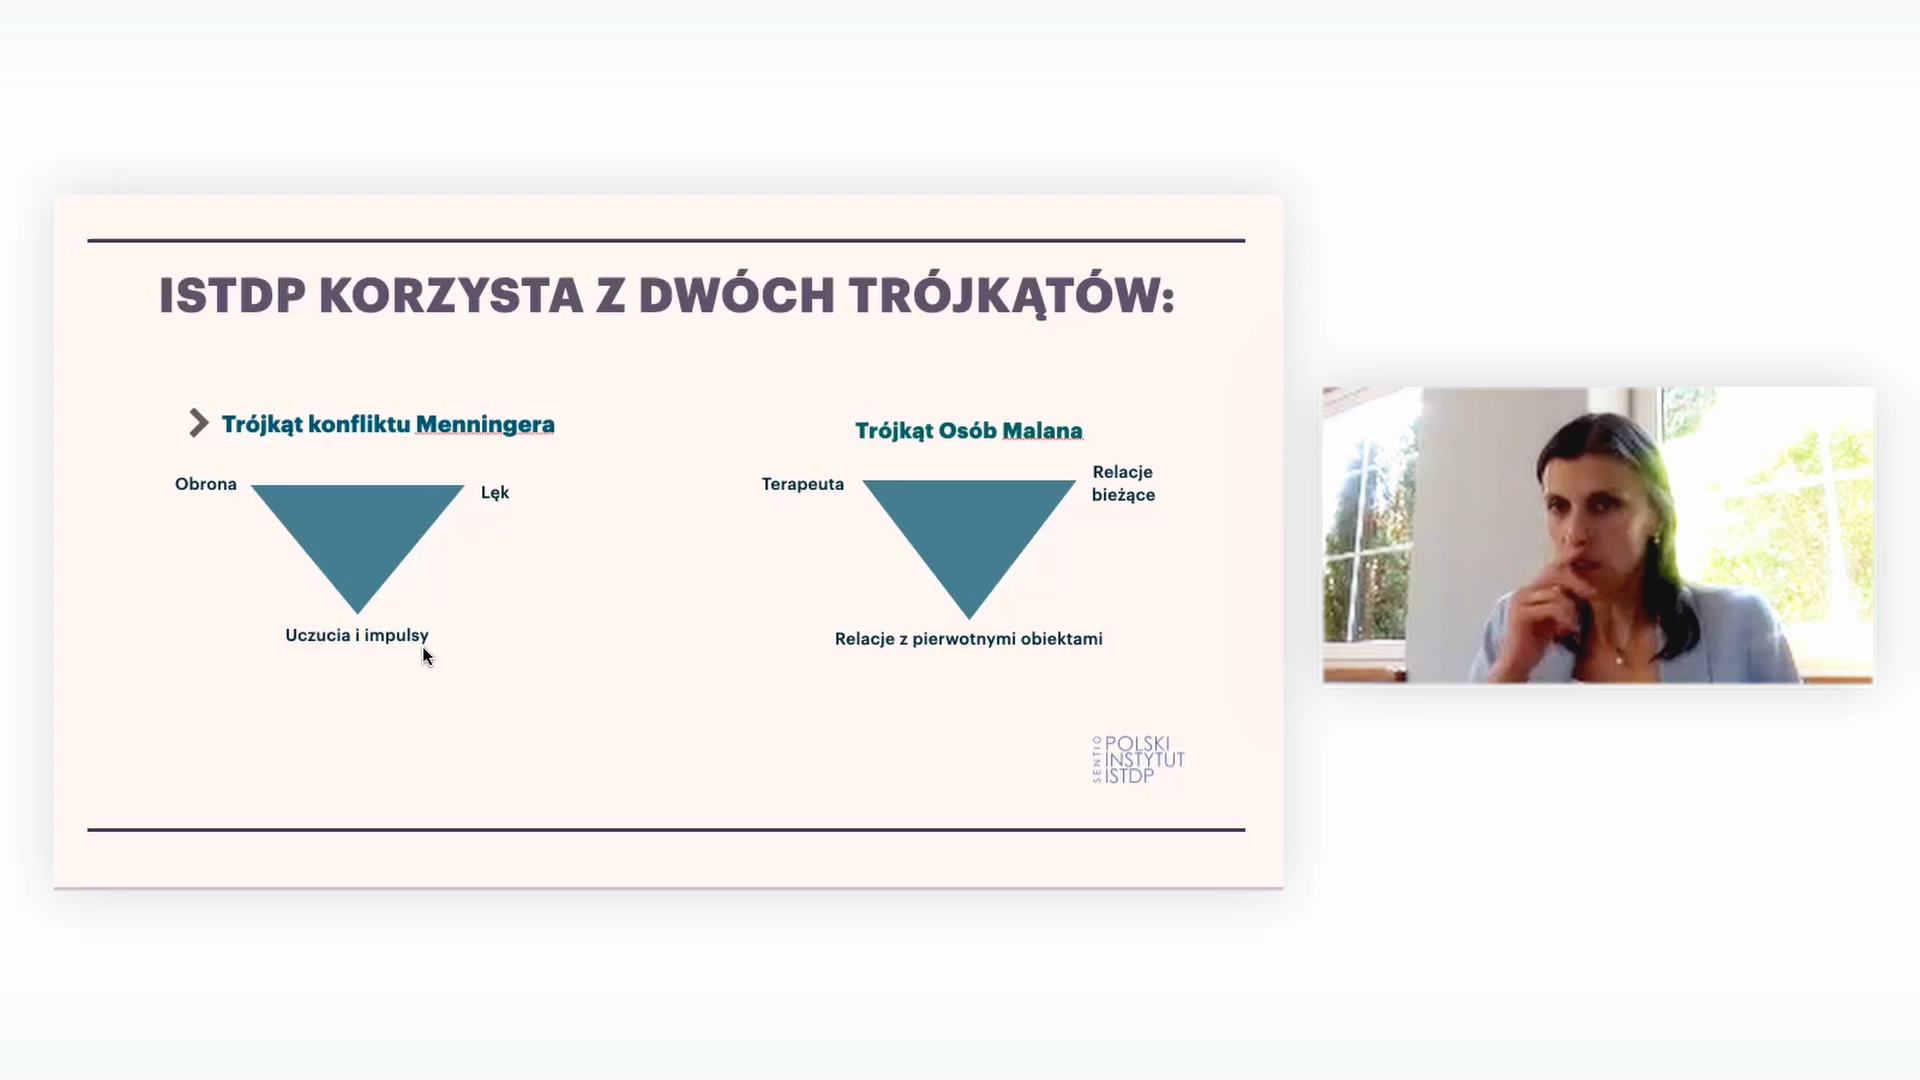 ISTDP KORZYSTA Z DWÓCH TRÓJKĄTÓW:
Trójkąt konfliktu Menningera
Obrona
Lęk
Uczucia i impulsy
Trójkąt Osób Malana
Terapeuta
Relacje
bieżące
Relacje z pierwotnymi obiektami
SENTIO
POLSKI
INSTYTUT
ISTDP